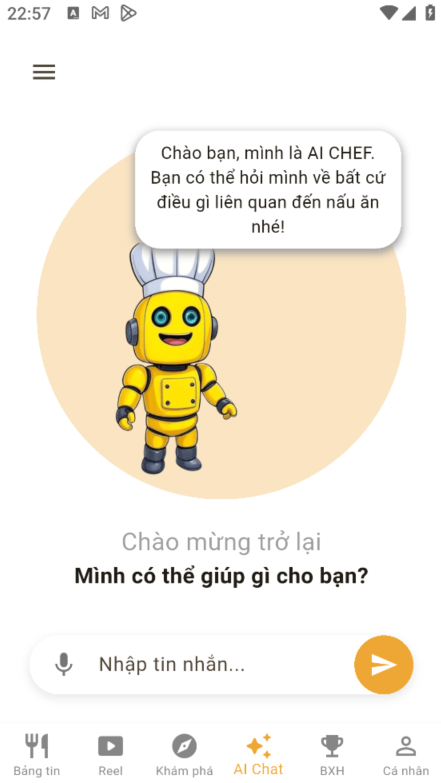 22:57
Chào bạn, mình là AI CHEF.
Bạn có thể hỏi mình về bất cứ
điều gì liên quan đến nấu ăn
nhé!
Chào mừng trở lại
Mình có thể giúp gì cho bạn?
Nhập tin nhắn...
Bảng tin
Reel
Khám phá
AI Chat
BXH
Cá nhân